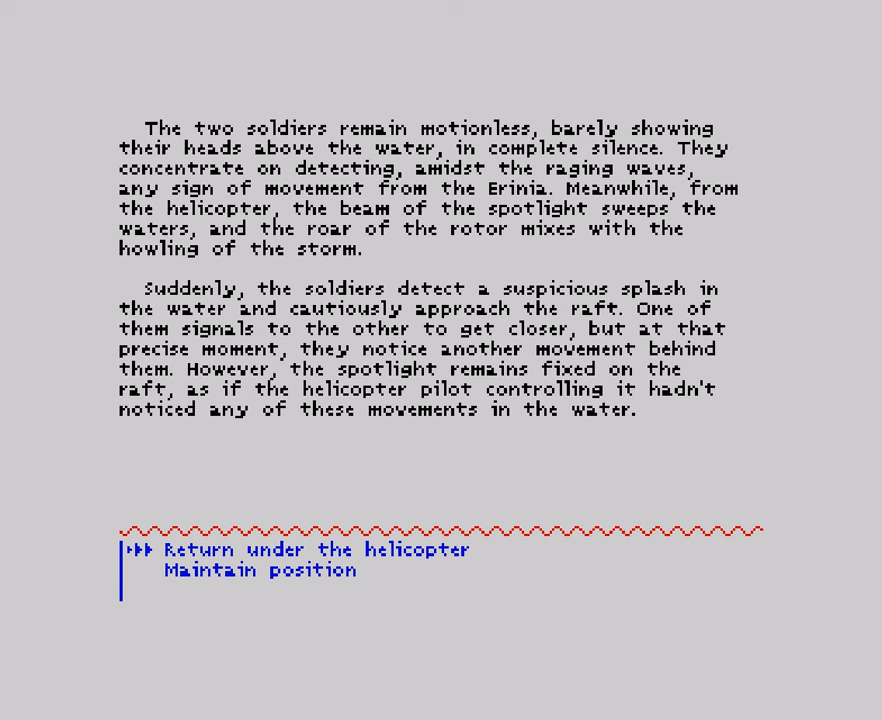 The two soldiers remain motionless, barely showing
their heads above the water, in complete silence. They
concentrate on detecting, amidst the raging waves,
any sign of movement from the Erinia. Meanwhile, from
the helicopter, the beam of the spotlight sweeps the
waters, and the roar of the rotor mixes with the
howling of the storm.
Suddenly, the soldiers detect a suspicious splash in
the water and cautiously approach the raft. One of
them signals to the other to get closer, but at that
precise moment, they notice another movement behind
them. However, the spotlight remains fixed on the
raft, as if the helicopter pilot controlling it hadn't
noticed any of these movements in the water.
Return under the helicopter
Maintain position